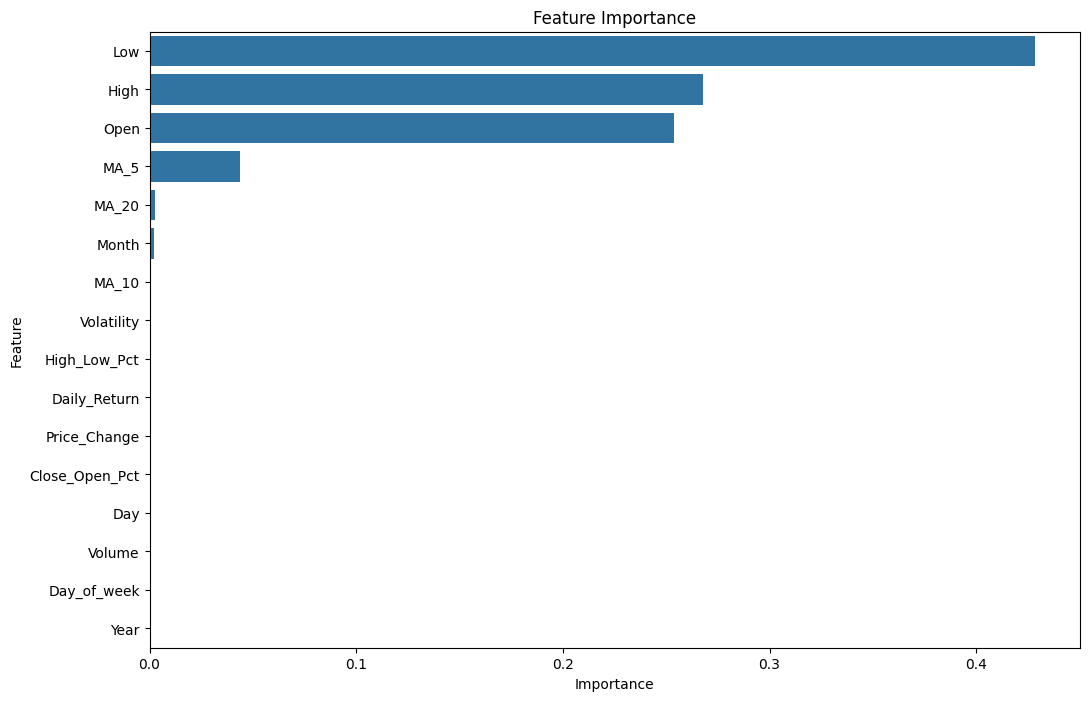 Feature Importance
Low
High
Open
MA_5
MA_20
Month
MA_10
Volatility
High_Low_Pct
Daily_Return
Price_Change
Close_Open_Pct
Day
Volume
Day_of_week
Year
Feature
0.0 0.1 0.2 0.3 0.4
Importance